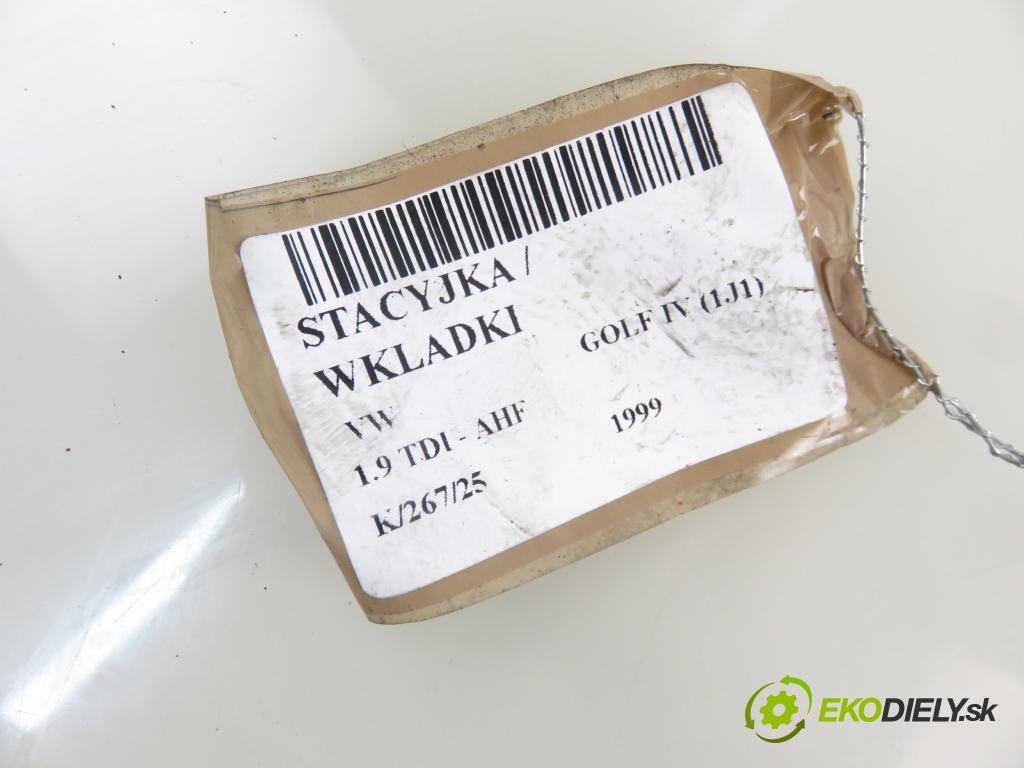 STACYJKA /
WKLADKI
VW GOLF IV (1J1)
1.9 TDI - AHF 1999
K/267/25
EKODIELY.sk